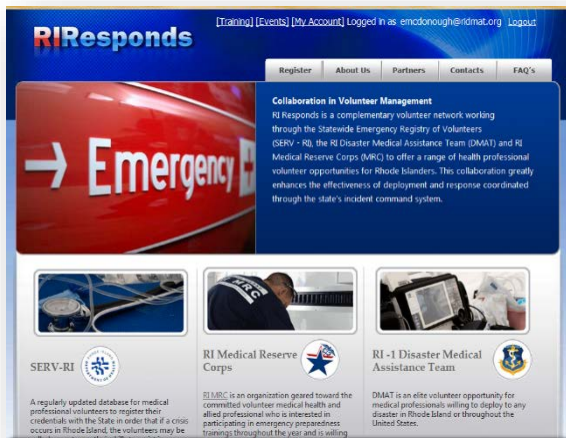 [Training] [Events] [My Account] Logged in as emcdonough@ridmat.org Logout
RIResponds
Register About Us Partners Contacts FAQ's
→ Emergency
Collaboration in Volunteer Management
RI Responds is a complementary volunteer network working
through the Statewide Emergency Registry of Volunteers
(SERV - RI), the RI Disaster Medical Assistance Team (DMAT) and RI
Medical Reserve Corps (MRC) to offer a range of health professional
volunteer opportunities for Rhode Islanders. This collaboration greatly
enhances the effectiveness of deployment and response coordinated
through the state's incident command system.
MRC
SERV-RI
A regularly updated database for medical
professional volunteers to register their
credentials with the State in order that if a crisis
occurs in Rhode Island, the volunteers may be
RI Medical Reserve
Corps
RI MRC is an organization geared toward the
committed volunteer medical health and
allied professional who is interested in
participating in emergency preparedness
trainings throughout the year and is willing
RI -1 Disaster Medical
Assistance Team
DMAT is an elite volunteer opportunity for
medical professionals willing to deploy to any
disaster in Rhode Island or throughout the
United States.